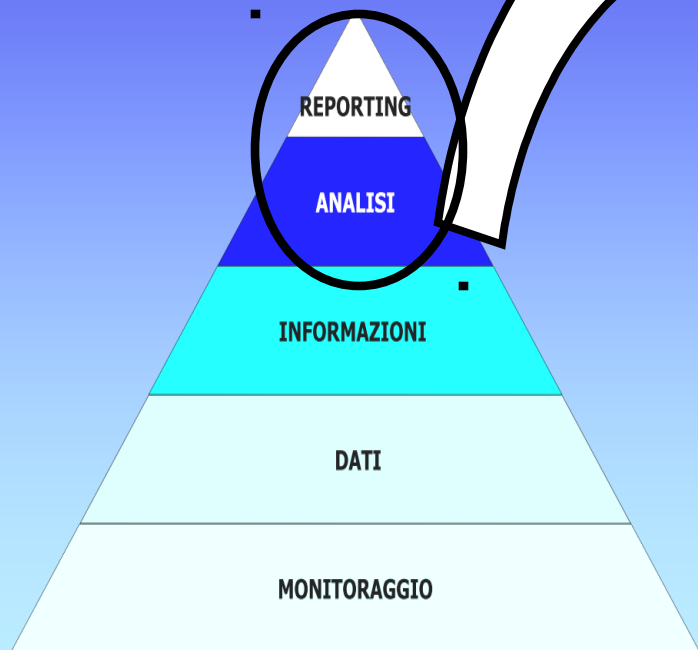 REPORTING
ANALISI
INFORMAZIONI
DATI
MONITORAGGIO